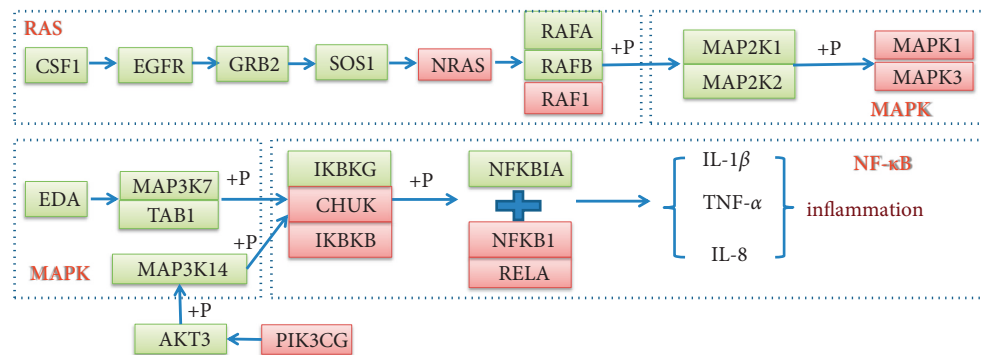 RAS
CSF1
EGFR
GRB2
SOS1
NRAS
RAFA
RAFB
RAF1
+P
MAP2K1
MAP2K2
+P
MAPK1
MAPK3
MAPK
EDA
MAP3K7
TAB1
+P
MAP3K14
+P
MAPK
+P
AKT3
PIK3CG
IKBKG
CHUK
IKBKB
+P
NFKBIA
NFKB1
RELA
IL-1β
TNF-α
IL-8
NF-κB
inflammation